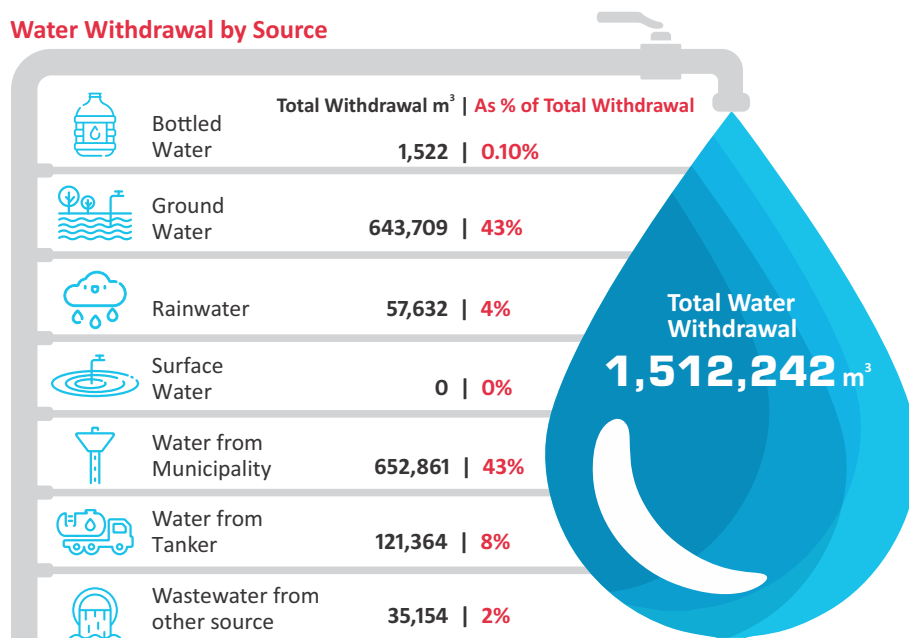 Water Withdrawal by Source
Total Withdrawal m³ | As % of Total Withdrawal
Bottled
Water
1,522 | 0.10%
Ground
Water
643,709 | 43%
Rainwater
57,632 | 4%
Surface
Water
0 | 0%
Water from
Municipality
652,861 | 43%
Water from
Tanker
121,364 | 8%
Wastewater from
other source
35,154 | 2%
Total Water
Withdrawal
1,512,242 m³